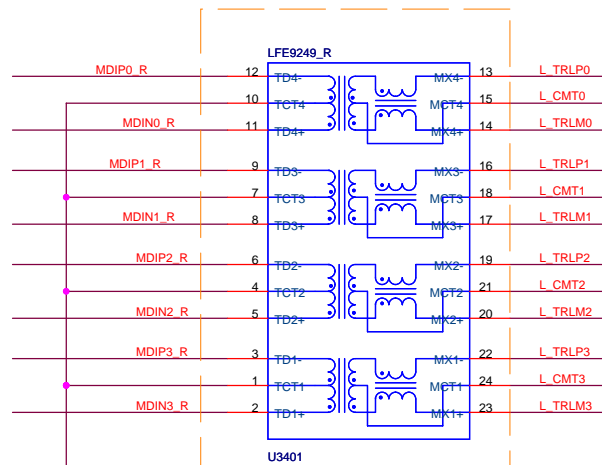 LFE9249_R
MDIP0_R 12 TD4- MX4- 13 L_TRLP0
10 TCT4 MCT4 15 L_CMT0
MDIN0_R 11 TD4+ MX4+ 14 L_TRLM0
MDIP1_R 9 TD3- MX3- 16 L_TRLP1
7 TCT3 MCT3 18 L_CMT1
MDIN1_R 8 TD3+ MX3+ 17 L_TRLM1
MDIP2_R 6 TD2- MX2- 19 L_TRLP2
4 TCT2 MCT2 21 L_CMT2
MDIN2_R 5 TD2+ MX2+ 20 L_TRLM2
MDIP3_R 3 TD1- MX1- 22 L_TRLP3
1 TCT1 MCT1 24 L_CMT3
MDIN3_R 2 TD1+ MX1+ 23 L_TRLM3
U3401